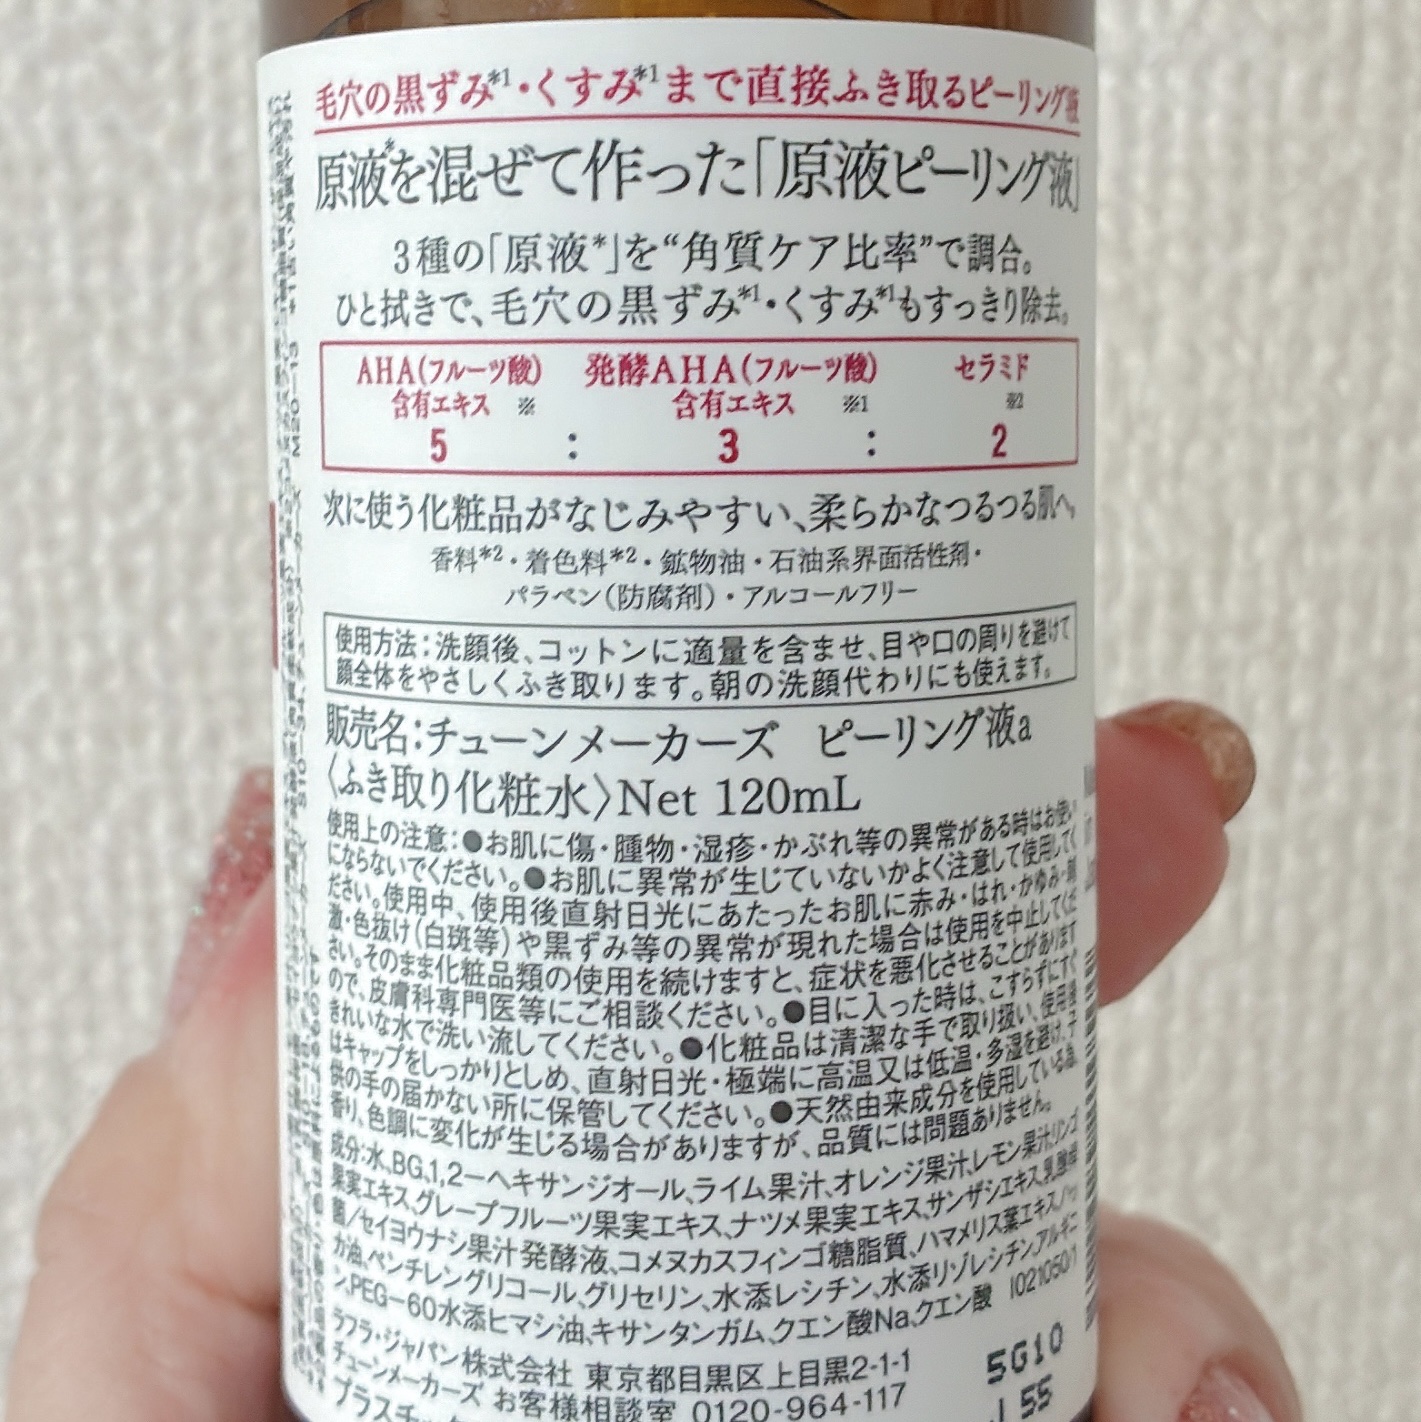 毛穴の黒ずみ*1・くすみ*1まで直接ふき取るピーリング液
原液*を混ぜて作った「原液ピーリング液」
3種の「原液*」を“角質ケア比率”で調合。
ひと拭きで、毛穴の黒ずみ*1・くすみ*1もすっきり除去。
AHA(フルーツ酸) 発酵AHA(フルーツ酸) セラミド
含有エキス ※ 含有エキス ※1 ※2
5 : 3 : 2
次に使う化粧品がなじみやすい、柔らかなつるつる肌へ。
香料*2・着色料*2・鉱物油・石油系界面活性剤・
パラベン(防腐剤)・アルコールフリー
使用方法:洗顔後、コットンに適量を含ませ、目や口の周りを避けて
顔全体をやさしくふき取ります。朝の洗顔代わりにも使えます。
販売名:チューンメーカーズ ピーリング液a
〈ふき取り化粧水〉Net 120mL
使用上の注意:●お肌に傷・腫物・湿疹・かぶれ等の異常がある時はお使い
にならないでください。●お肌に異常が生じていないかよく注意して使用してく
ださい。使用中、使用後直射日光にあたったお肌に赤み・はれ・かゆみ・刺
激・色抜け(白斑等)や黒ずみ等の異常が現れた場合は使用を中止してくだ
さい。そのまま化粧品類の使用を続けますと、症状を悪化させることがあります
ので、皮膚科専門医等にご相談ください。●目に入った時は、こすらずにすぐ
きれいな水で洗い流してください。●化粧品は清潔な手で取り扱い、使用後
はキャップをしっかりとしめ、直射日光・極端に高温又は低温・多湿を避け、子
供の手の届かない所に保管してください。●天然由来成分を使用している為、
香り、色調に変化が生じる場合がありますが、品質には問題ありません。
成分:水、BG、1,2-ヘキサンジオール、ライム果汁、オレンジ果汁、レモン果汁、リンゴ
果実エキス、グレープフルーツ果実エキス、ナツメ果実エキス、サンザシエキス、乳酸桿
菌/セイヨウナシ果汁発酵液、コメヌカスフィンゴ糖脂質、ハマメリス葉エキス、ハッ
カ油、ペンチレングリコール、グリセリン、水添レシチン、水添リゾレシチン、アルギニ
ン、PEG-60水添ヒマシ油、キサンタンガム、クエン酸Na、クエン酸 I021050/1
ラフラ・ジャパン株式会社 東京都目黒区上目黒2-1-1
チューンメーカーズ お客様相談室 0120-964-117
プラスチッ
5G10
J 55